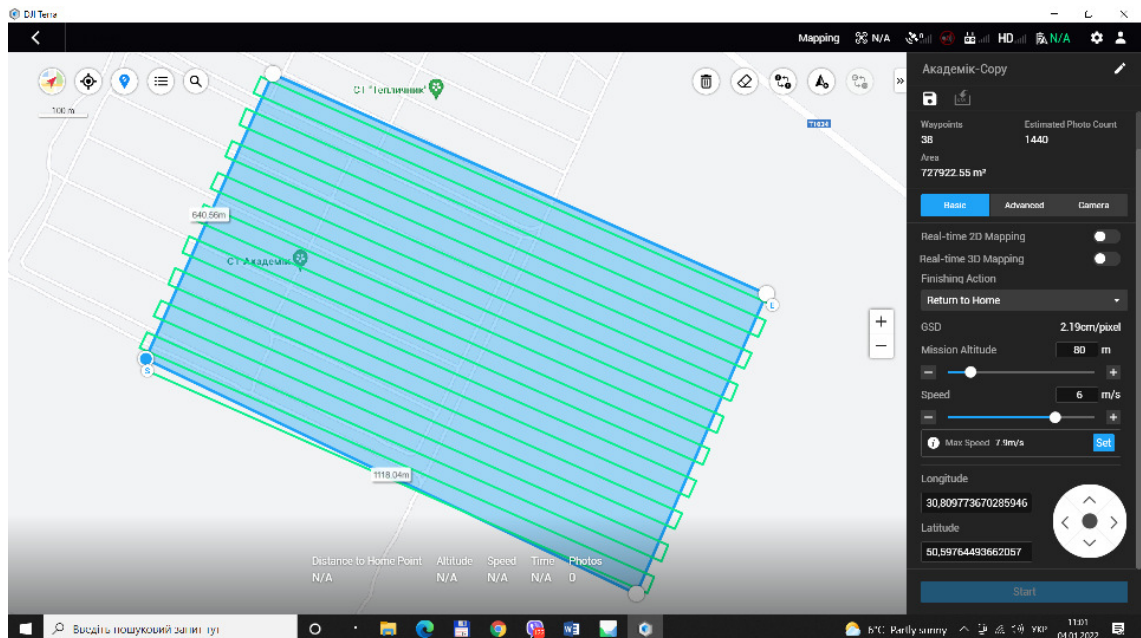 DJI Terra
Mapping N/A HD N/A
Академік-Copy
Waypoints Estimated Photo Count
38 1440
Area
727922.55 m²
Basic Advanced Camera
Real-time 2D Mapping
Real-time 3D Mapping
Finishing Action
Return to Home
GSD 2.19cm/pixel
Mission Altitude 80 m
Speed 6 m/s
Max Speed 7.9m/s Set
Longitude
30,809773670285946
Latitude
50,59764493662057
Start
100 m
СТ "Тепличник"
T1034
640.56m
СТ Академік
E
S
1118.04m
Distance to Home Point Altitude Speed Time Photos
N/A N/A N/A N/A 0
Введіть пошуковий запит тут
6°C Partly sunny УКР 11:01
04.01.2022